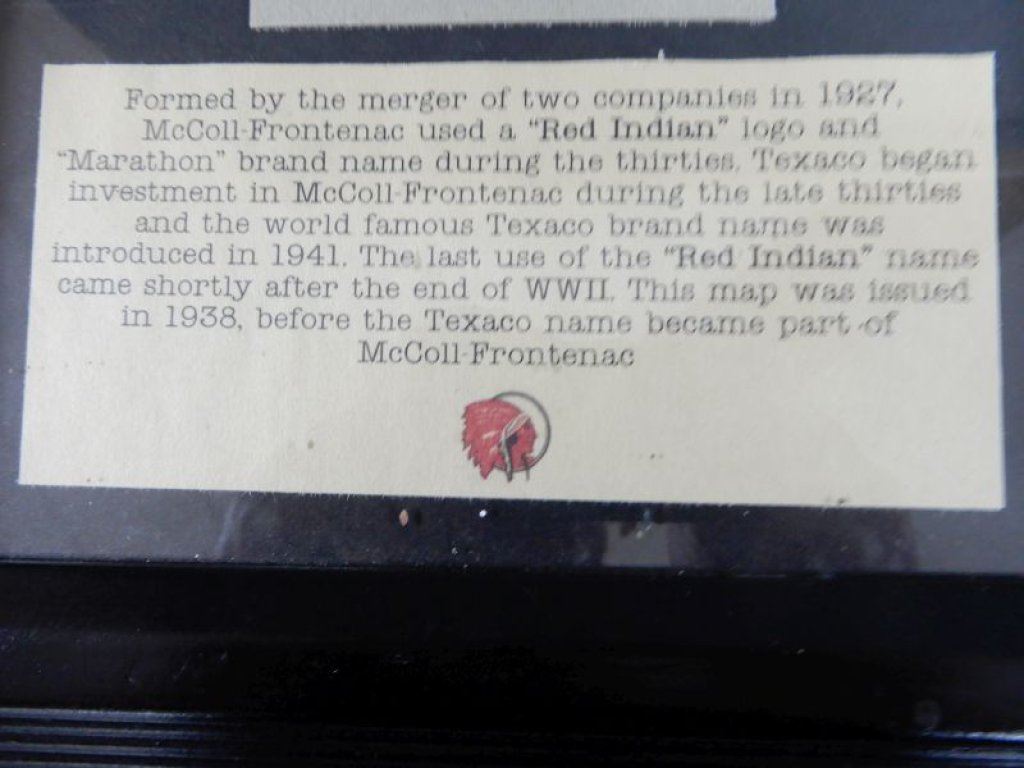 Formed by the merger of two companies in 1927,
McColl-Frontenac used a "Red Indian" logo and
"Marathon" brand name during the thirties. Texaco began
investment in McColl-Frontenac during the late thirties
and the world famous Texaco brand name was
introduced in 1941. The last use of the "Red Indian" name
came shortly after the end of WWII. This map was issued
in 1938, before the Texaco name became part of
McColl-Frontenac